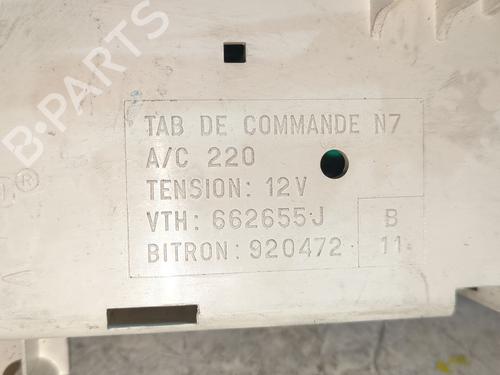 B-PARTS
TAB DE COMMANDE N7
A/C 220
TENSION: 12V
VTH: 662655J
BITRON: 920472
B
11